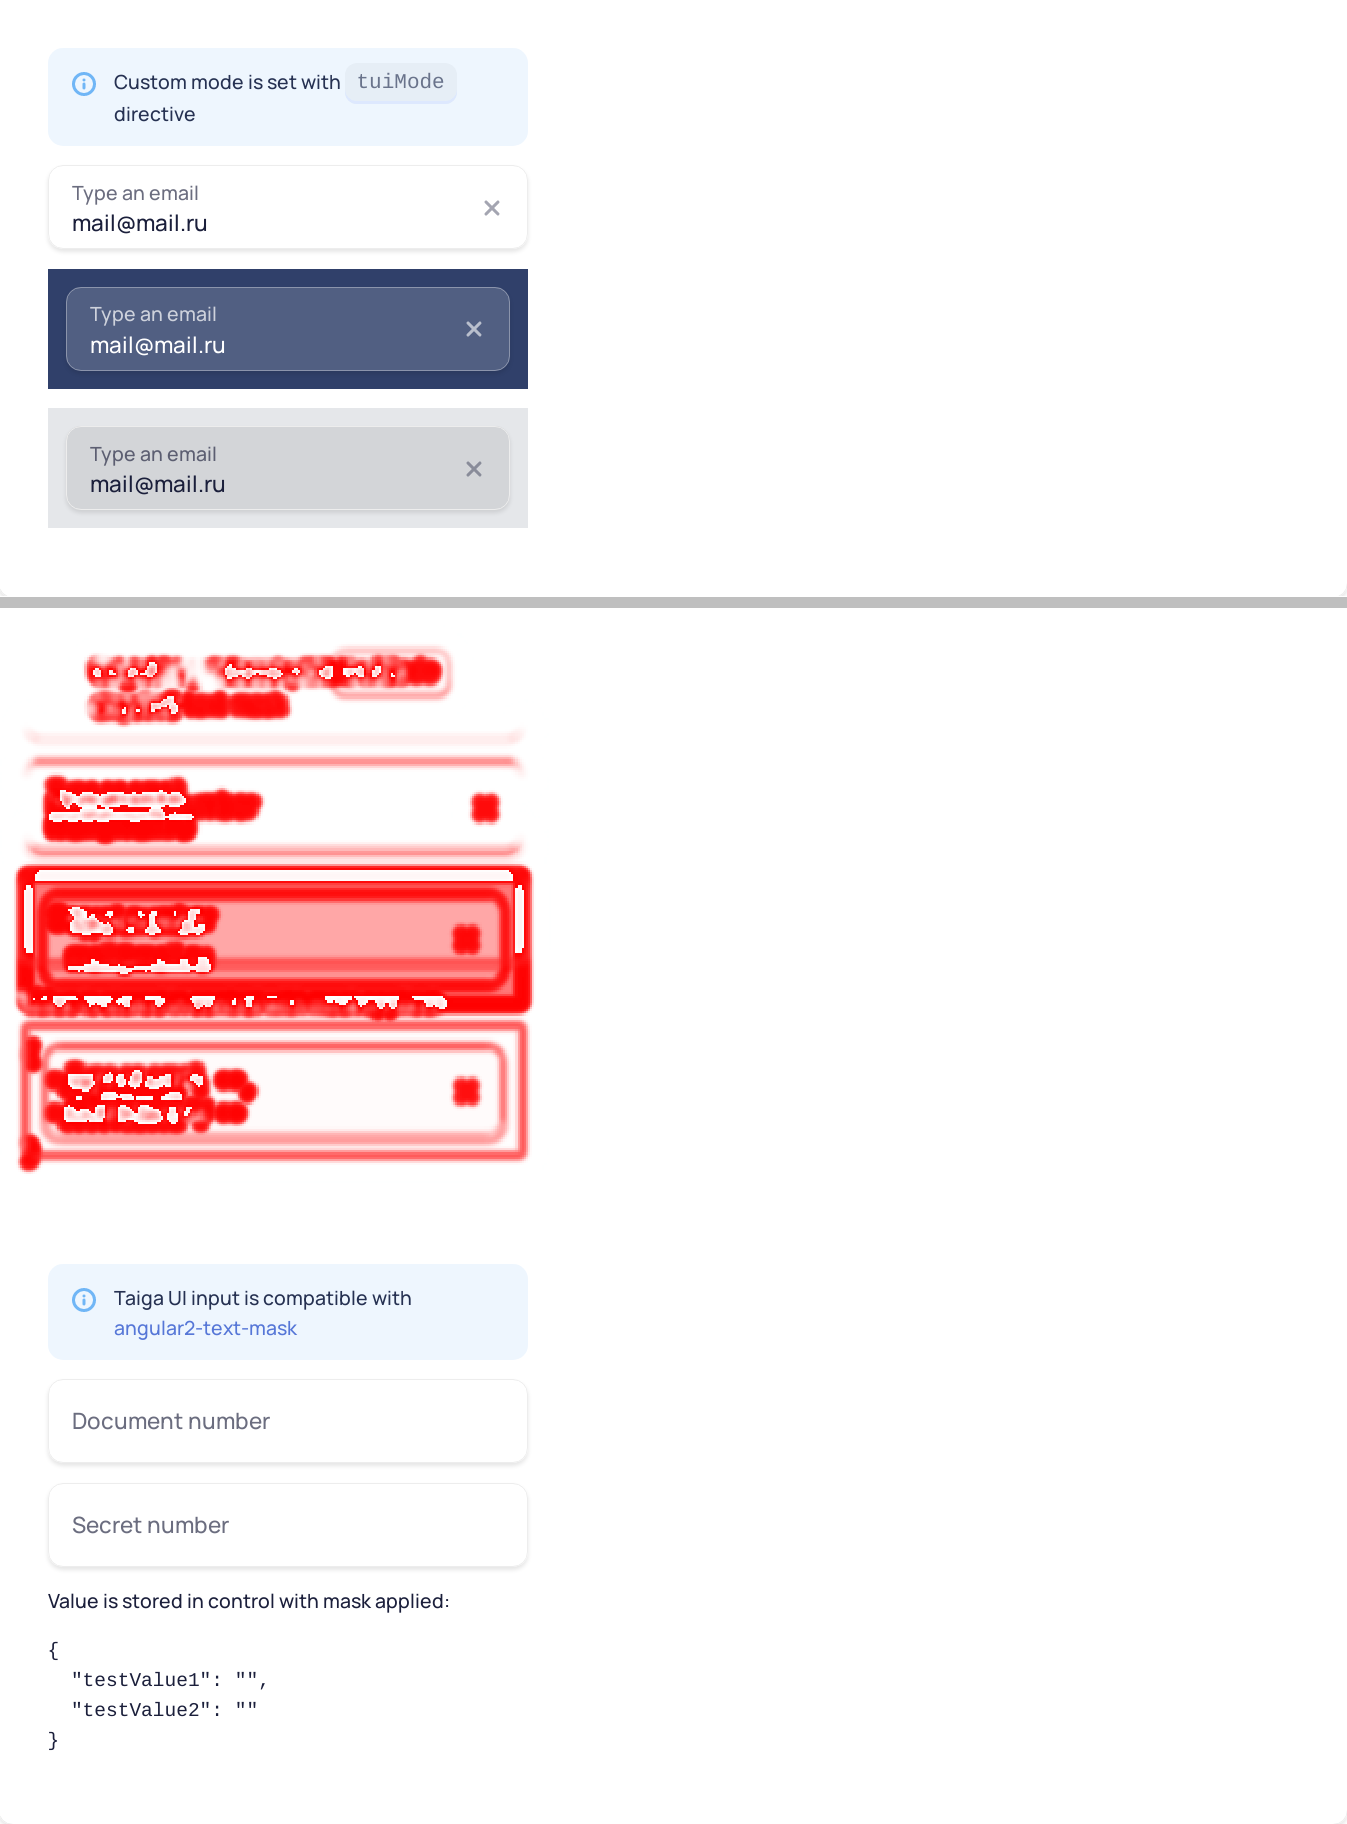 Custom mode is set with tuiMode
directive
Type an email
mail@mail.ru
Type an email
mail@mail.ru
Type an email
mail@mail.ru
Taiga UI input is compatible with
angular2-text-mask
Document number
Secret number
Value is stored in control with mask applied:
{
  "testValue1": "",
  "testValue2": ""
}